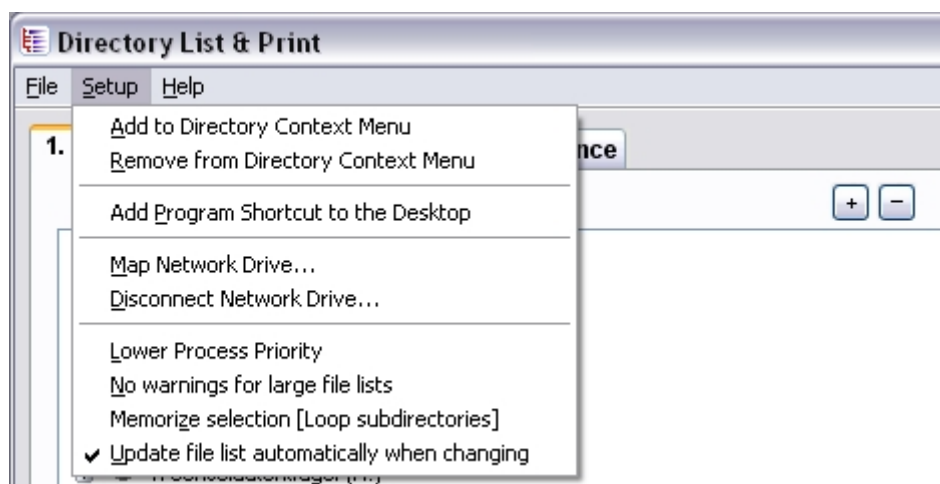 Directory List & Print
File Setup Help
1.
nce
Add to Directory Context Menu
Remove from Directory Context Menu
+ −
Add Program Shortcut to the Desktop
Map Network Drive...
Disconnect Network Drive...
Lower Process Priority
No warnings for large file lists
Memorize selection [Loop subdirectories]
Update file list automatically when changing